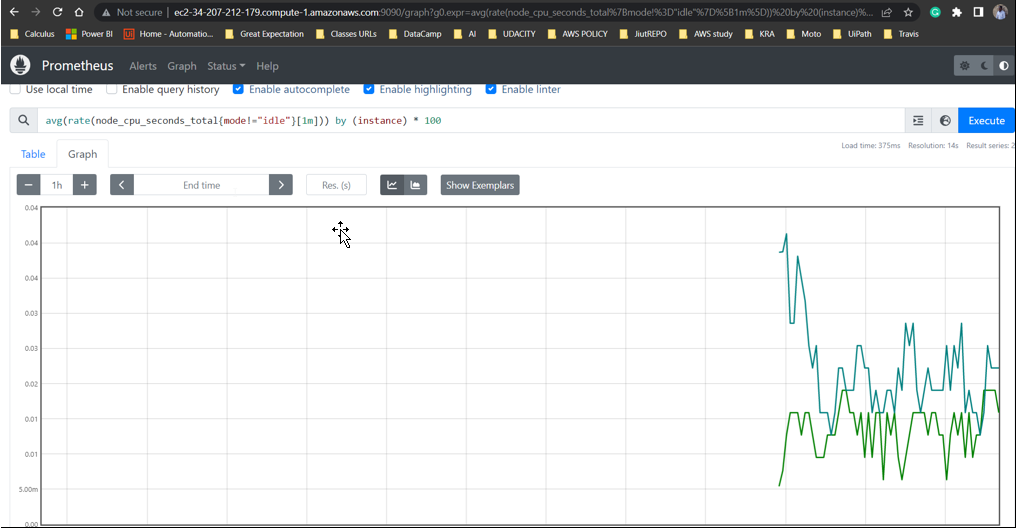 Not secure | ec2-34-207-212-179.compute-1.amazonaws.com:9090/graph?g0.expr=avg(rate(node_cpu_seconds_total%7Bmode!%3D"idle"%7D%5B1m%5D))%20by%20(instance)%...
Calculus Power BI Home - Automatio... Great Expectation Classes URLs DataCamp AI UDACITY AWS POLICY JiutREPO AWS study KRA Moto UiPath Travis
Prometheus Alerts Graph Status Help
Use local time Enable query history Enable autocomplete Enable highlighting Enable linter
avg(rate(node_cpu_seconds_total{mode!="idle"}[1m])) by (instance) * 100 Execute
Load time: 375ms Resolution: 14s Result series: 2
Table Graph
− 1h + End time Res. (s) Show Exemplars
0.04
0.04
0.04
0.03
0.03
0.02
0.01
0.01
5.00m
0.00